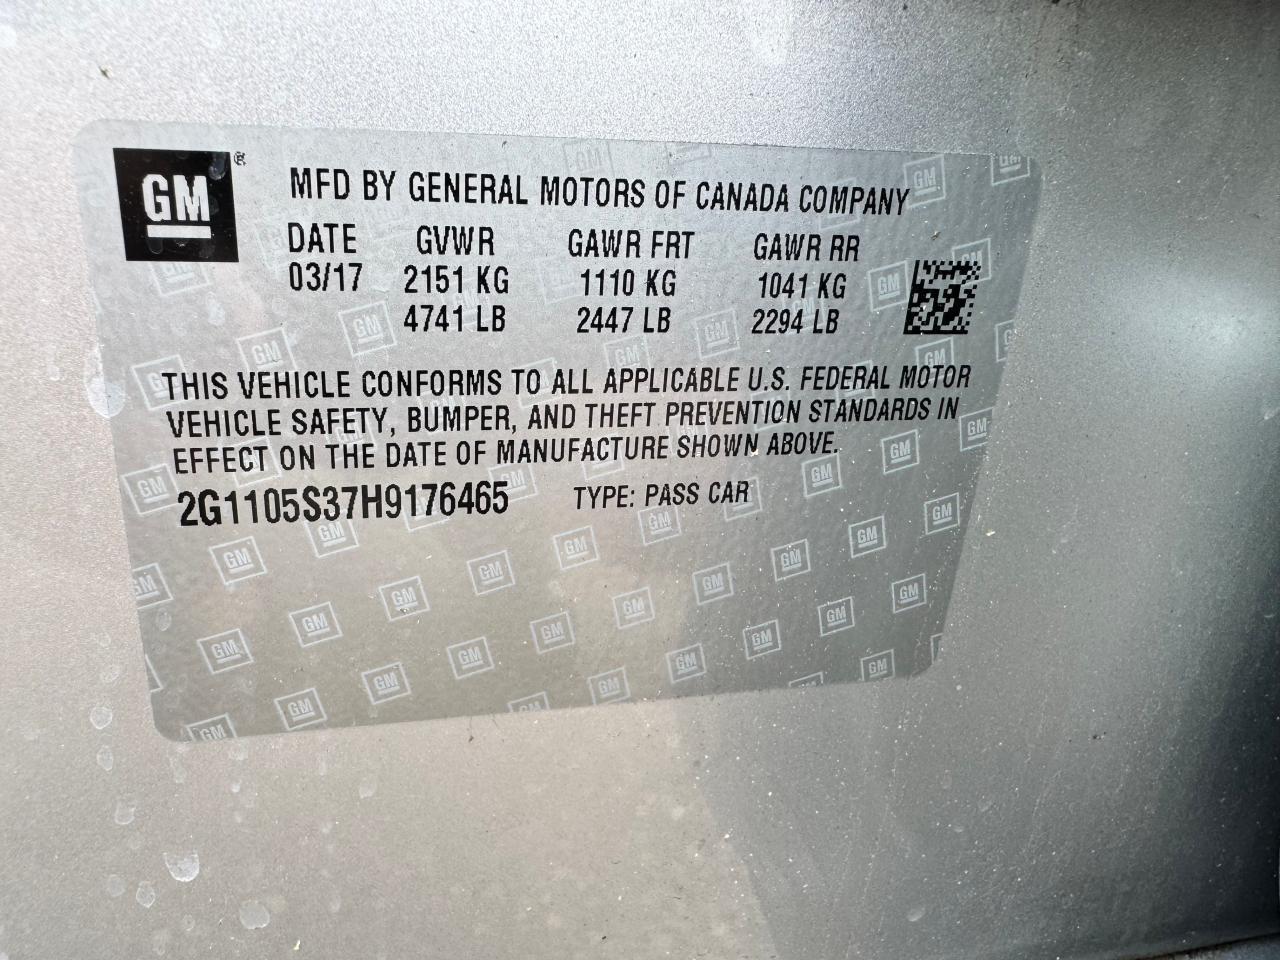 GM®
MFD BY GENERAL MOTORS OF CANADA COMPANY
DATE GVWR GAWR FRT GAWR RR
03/17 2151 KG 1110 KG 1041 KG
4741 LB 2447 LB 2294 LB
THIS VEHICLE CONFORMS TO ALL APPLICABLE U.S. FEDERAL MOTOR
VEHICLE SAFETY, BUMPER, AND THEFT PREVENTION STANDARDS IN
EFFECT ON THE DATE OF MANUFACTURE SHOWN ABOVE.
2G1105S37H9176465 TYPE: PASS CAR